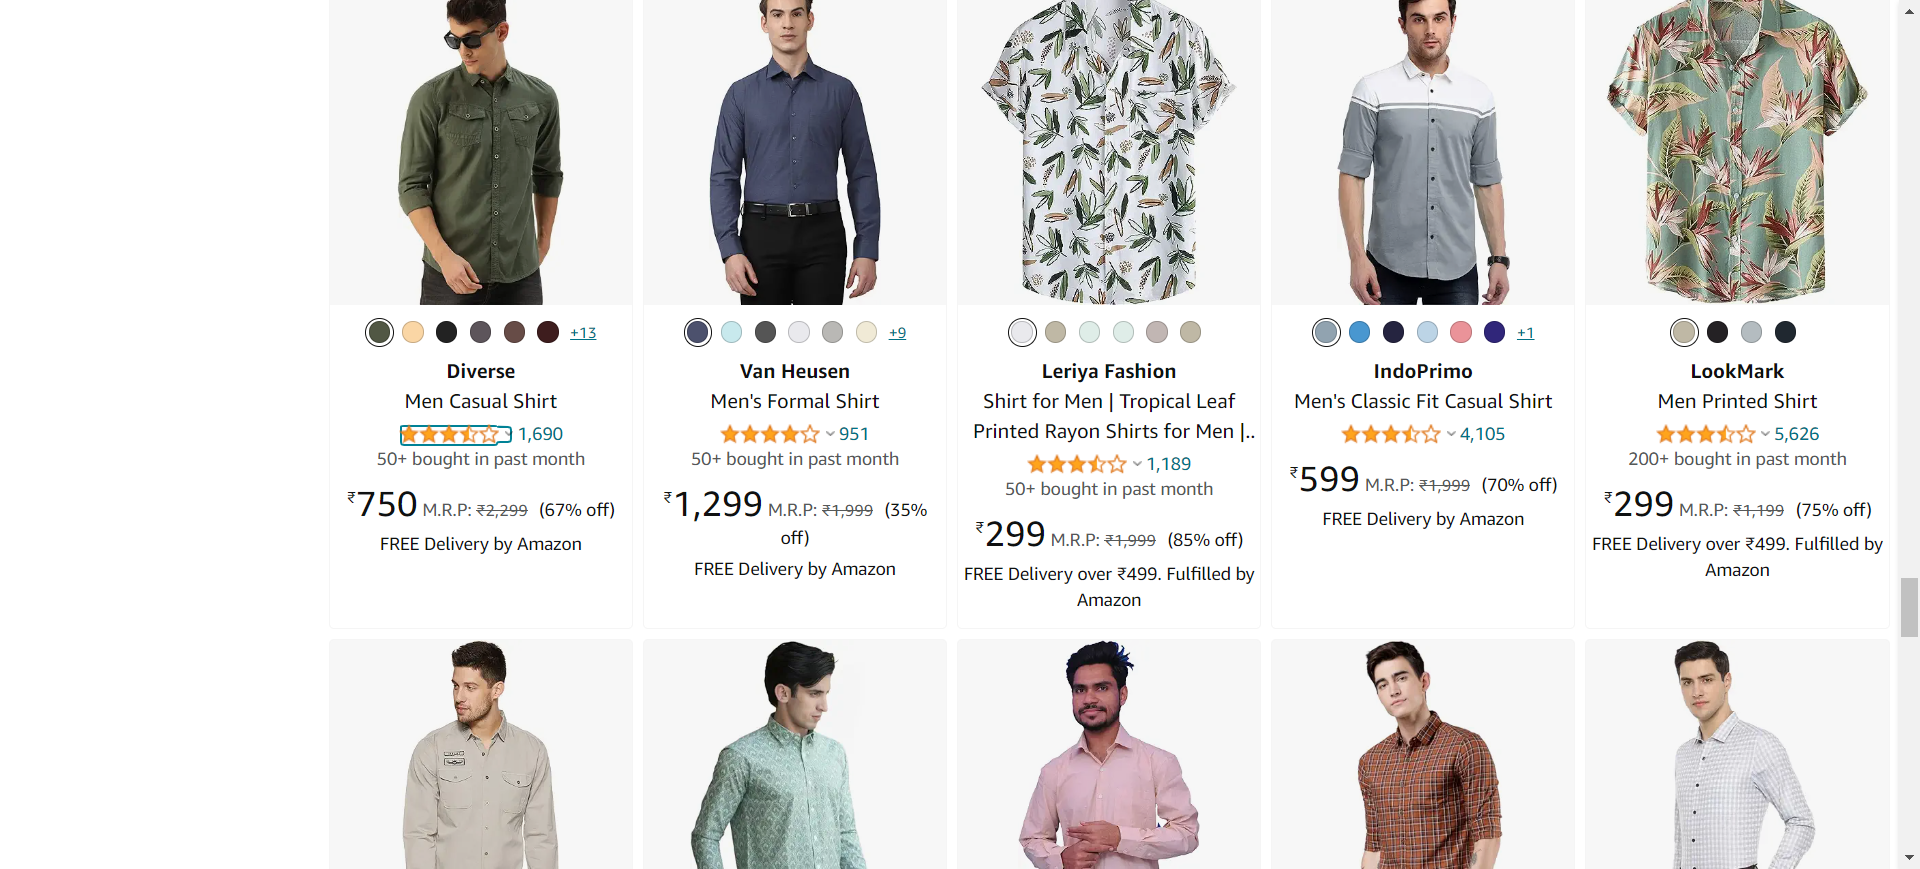 +13
Diverse
Men Casual Shirt
1,690
50+ bought in past month
₹750 M.R.P: ₹2,299 (67% off)
FREE Delivery by Amazon
+9
Van Heusen
Men's Formal Shirt
951
50+ bought in past month
₹1,299 M.R.P: ₹1,999 (35%
off)
FREE Delivery by Amazon
Leriya Fashion
Shirt for Men | Tropical Leaf
Printed Rayon Shirts for Men |..
1,189
50+ bought in past month
₹299 M.R.P: ₹1,999 (85% off)
FREE Delivery over ₹499. Fulfilled by
Amazon
+1
IndoPrimo
Men's Classic Fit Casual Shirt
4,105
₹599 M.R.P: ₹1,999 (70% off)
FREE Delivery by Amazon
LookMark
Men Printed Shirt
5,626
200+ bought in past month
₹299 M.R.P: ₹1,199 (75% off)
FREE Delivery over ₹499. Fulfilled by
Amazon